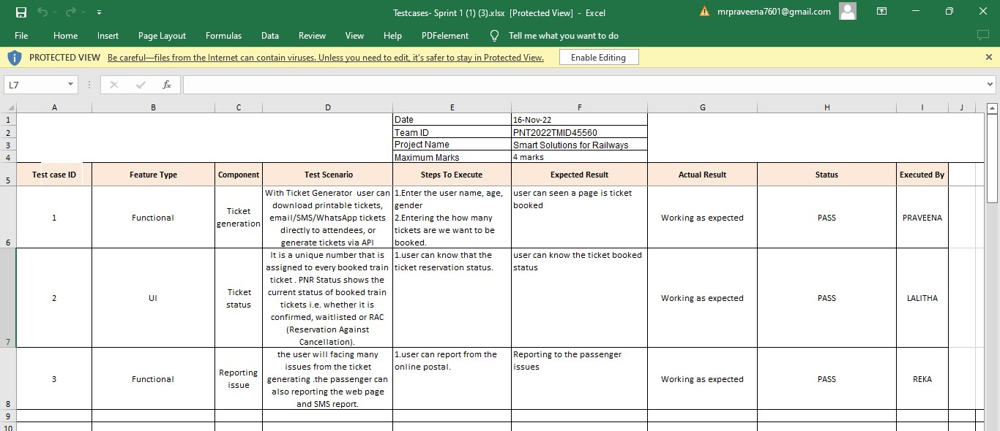 Testcases- Sprint 1 (1) (3).xlsx  [Protected View]  -  Excel
mrpraveena7601@gmail.com
File Home Insert Page Layout Formulas Data Review View Help PDFelement Tell me what you want to do
PROTECTED VIEW Be careful—files from the Internet can contain viruses. Unless you need to edit, it's safer to stay in Protected View. Enable Editing
L7 fx
A B C D E F G H I J
1 Date 16-Nov-22
2 Team ID PNT2022TMID45560
3 Project Name Smart Solutions for Railways
4 Maximum Marks 4 marks
5 Test case ID Feature Type Component Test Scenario Steps To Execute Expected Result Actual Result Status Executed By
6
1
Functional
Ticket
generation
With Ticket Generator  user can
download printable tickets,
email/SMS/WhatsApp tickets
directly to attendees, or
generate tickets via API
1.Enter the user name, age,
gender
2.Entering the how many
tickets are we want to be
booked.
user can seen a page is ticket
booked
Working as expected
PASS
PRAVEENA
7
2
UI
Ticket
status
It is a unique number that is
assigned to every booked train
ticket . PNR Status shows the
current status of booked train
tickets i.e. whether it is
confirmed, waitlisted or RAC
(Reservation Against
Cancellation).
1.user can know that the
ticket reservation status.
user can know the ticket booked
status
Working as expected
PASS
LALITHA
8
3
Functional
Reporting
issue
the user will facing many
issues from the ticket
generating .the passenger can
also reporting the web page
and SMS report.
1.user can report from the
online postal.
Reporting to the passenger
issues
Working as expected
PASS
REKA
9
10